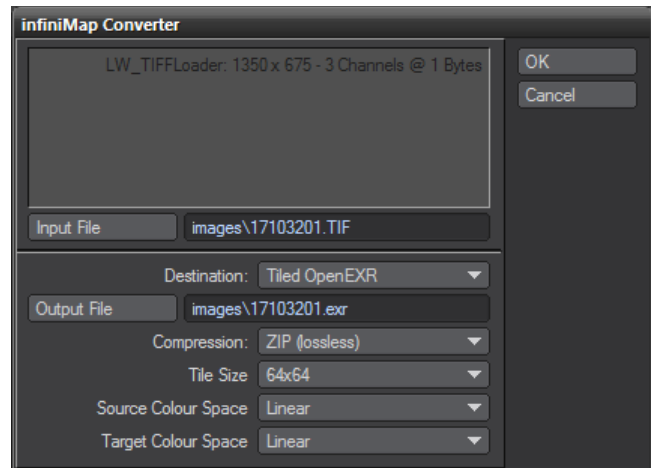 infiniMap Converter
LW_TIFFLoader: 1350 x 675 - 3 Channels @ 1 Bytes
OK
Cancel
Input File images\17103201.TIF
Destination: Tiled OpenEXR
Output File images\17103201.exr
Compression: ZIP (lossless)
Tile Size 64x64
Source Colour Space Linear
Target Colour Space Linear